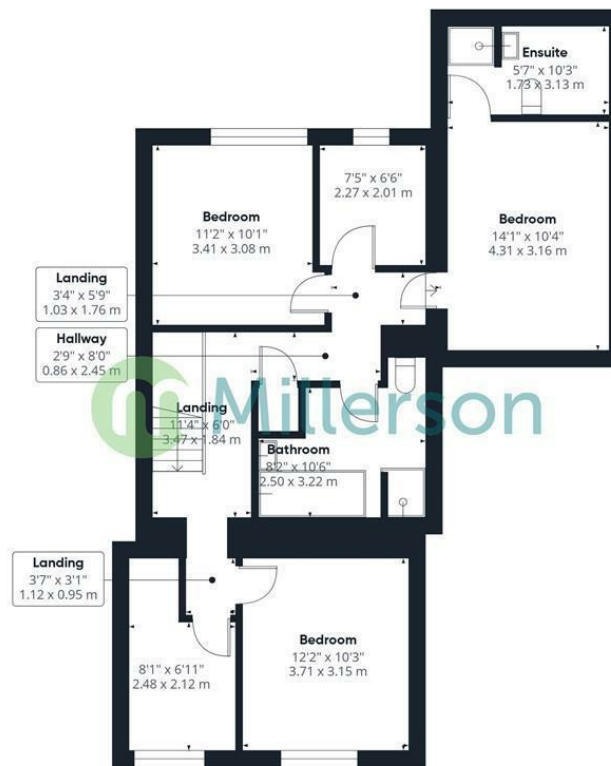 Ensuite
5'7" x 10'3"
1.73 x 3.13 m
Bedroom
11'2" x 10'1"
3.41 x 3.08 m
7'5" x 6'6"
2.27 x 2.01 m
Bedroom
14'1" x 10'4"
4.31 x 3.16 m
Landing
3'4" x 5'9"
1.03 x 1.76 m
Hallway
2'9" x 8'0"
0.86 x 2.45 m
Millerson
Landing
11'4" x 6'0"
3.47 x 1.84 m
Bathroom
8'2" x 10'6"
2.50 x 3.22 m
Landing
3'7" x 3'1"
1.12 x 0.95 m
8'1" x 6'11"
2.48 x 2.12 m
Bedroom
12'2" x 10'3"
3.71 x 3.15 m